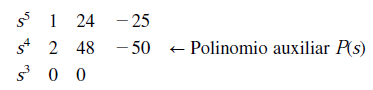 s⁵ 1 24 −25
s⁴ 2 48 −50 ← Polinomio auxiliar P(s)
s³ 0 0